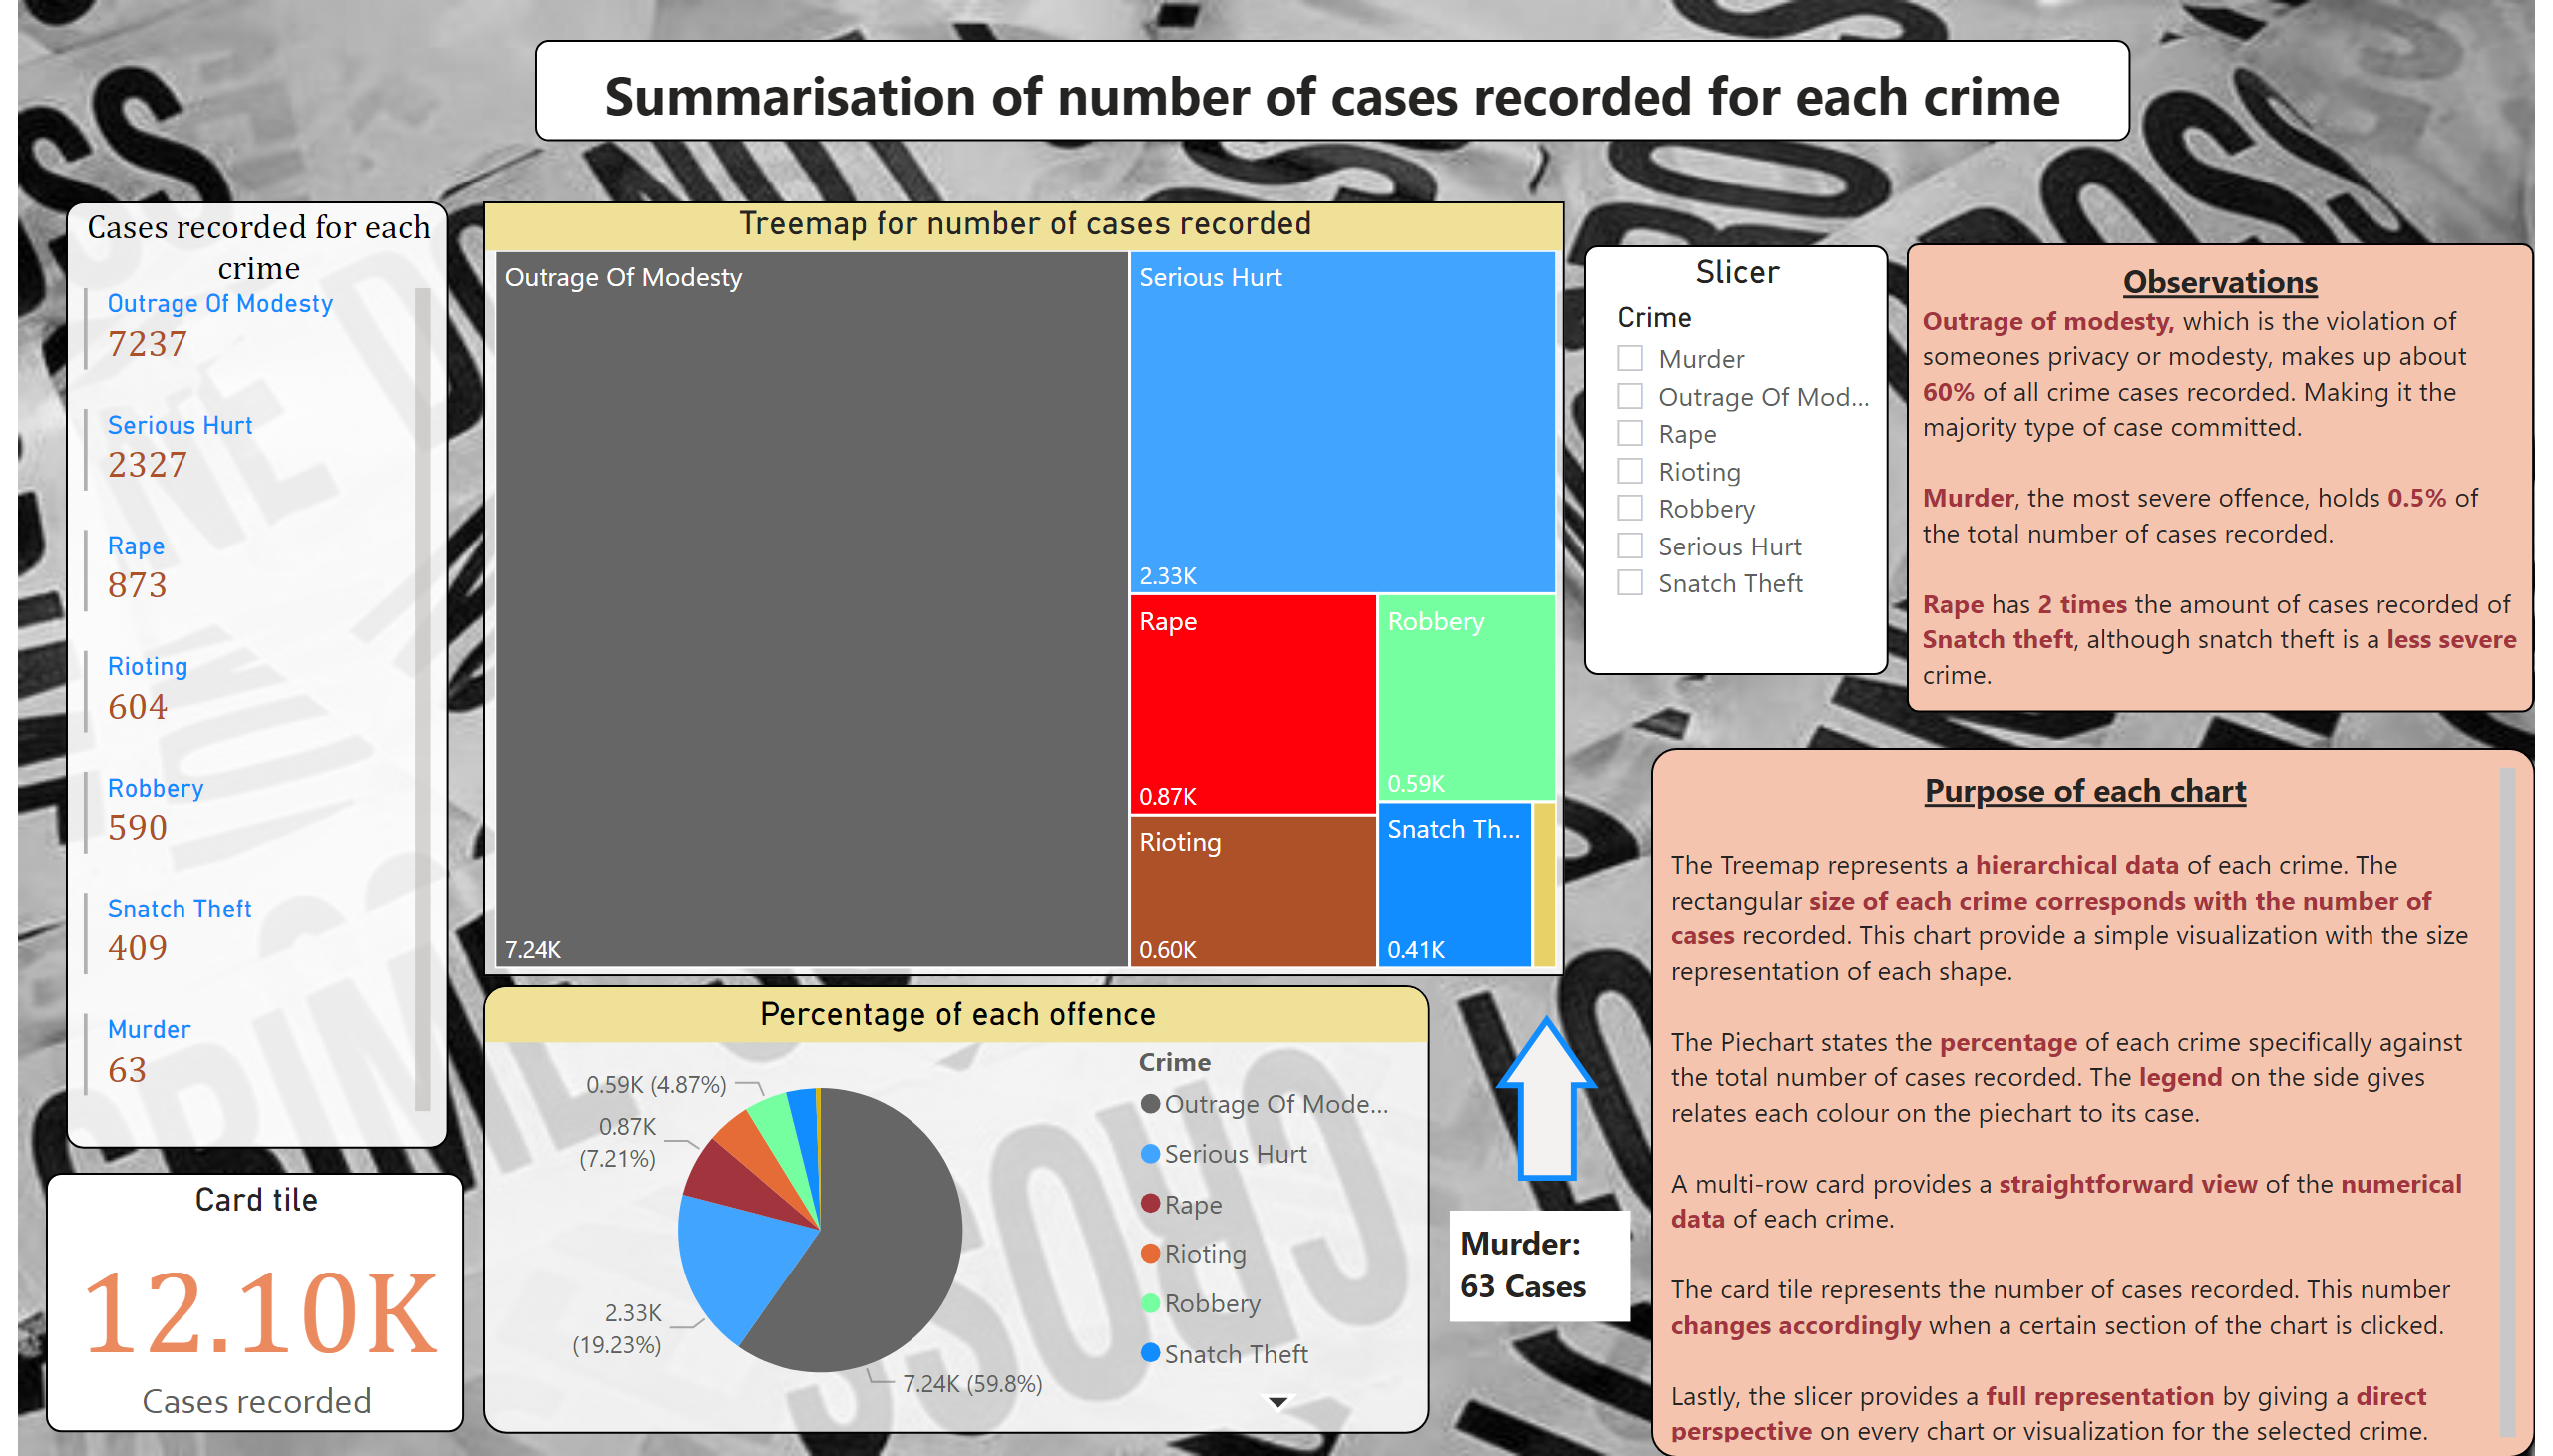 Summarisation of number of cases recorded for each crime
Cases recorded for each
crime
Outrage Of Modesty
7237
Serious Hurt
2327
Rape
873
Rioting
604
Robbery
590
Snatch Theft
409
Murder
63
Card tile
12.10K
Cases recorded
Treemap for number of cases recorded
Outrage Of Modesty
7.24K
Serious Hurt
2.33K
Rape
0.87K
Robbery
0.59K
Rioting
0.60K
Snatch Th...
0.41K
Percentage of each offence
0.59K (4.87%)
0.87K
(7.21%)
2.33K
(19.23%)
7.24K (59.8%)
Crime
Outrage Of Mode...
Serious Hurt
Rape
Rioting
Robbery
Snatch Theft
Murder:
63 Cases
Slicer
Crime
Murder
Outrage Of Mod...
Rape
Rioting
Robbery
Serious Hurt
Snatch Theft
Observations
Outrage of modesty, which is the violation of
someones privacy or modesty, makes up about
60% of all crime cases recorded. Making it the
majority type of case committed.
Murder, the most severe offence, holds 0.5% of
the total number of cases recorded.
Rape has 2 times the amount of cases recorded of
Snatch theft, although snatch theft is a less severe
crime.
Purpose of each chart
The Treemap represents a hierarchical data of each crime. The
rectangular size of each crime corresponds with the number of
cases recorded. This chart provide a simple visualization with the size
representation of each shape.
The Piechart states the percentage of each crime specifically against
the total number of cases recorded. The legend on the side gives
relates each colour on the piechart to its case.
A multi-row card provides a straightforward view of the numerical
data of each crime.
The card tile represents the number of cases recorded. This number
changes accordingly when a certain section of the chart is clicked.
Lastly, the slicer provides a full representation by giving a direct
perspective on every chart or visualization for the selected crime.